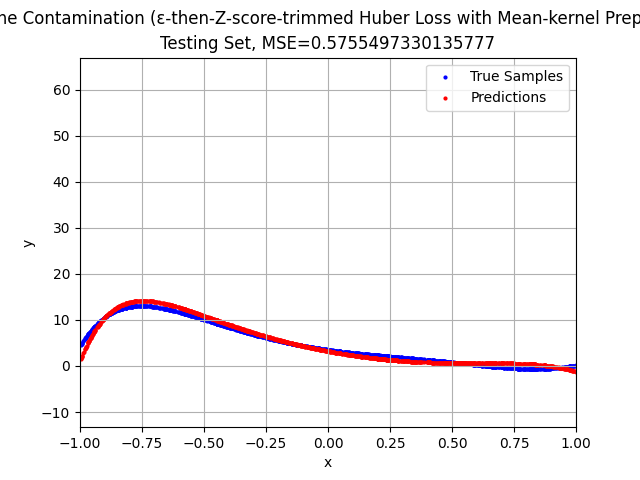 Contamination (ε-then-Z-score-trimmed Huber Loss with Mean-kernel
Testing Set, MSE=0.5755497330135777
True Samples
Predictions
60
50
40
30
20
10
0
−10
y
−1.00 −0.75 −0.50 −0.25 0.00 0.25 0.50 0.75 1.00
x